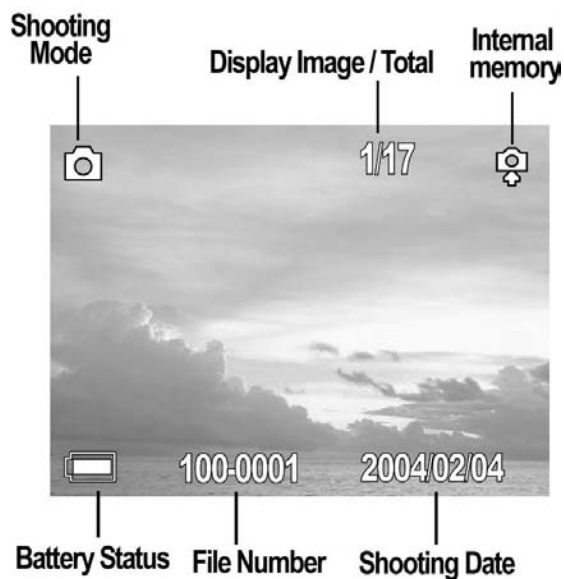 Shooting
Mode
Display Image / Total
Internal
memory
1/17
100-0001
2004/02/04
Battery Status
File Number
Shooting Date